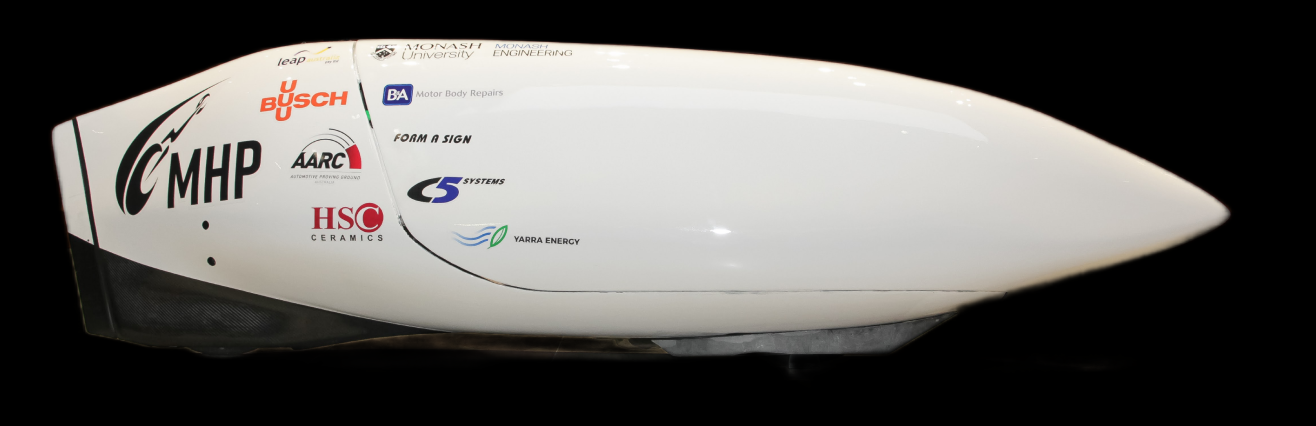 leap
MONASH
University
MONASH
ENGINEERING
BUSCH
U
U
B&A Motor Body Repairs
FORM A SIGN
MHP
AARC
AUTOMOTIVE PROVING GROUND
C5 SYSTEMS
HSC
CERAMICS
YARRA ENERGY